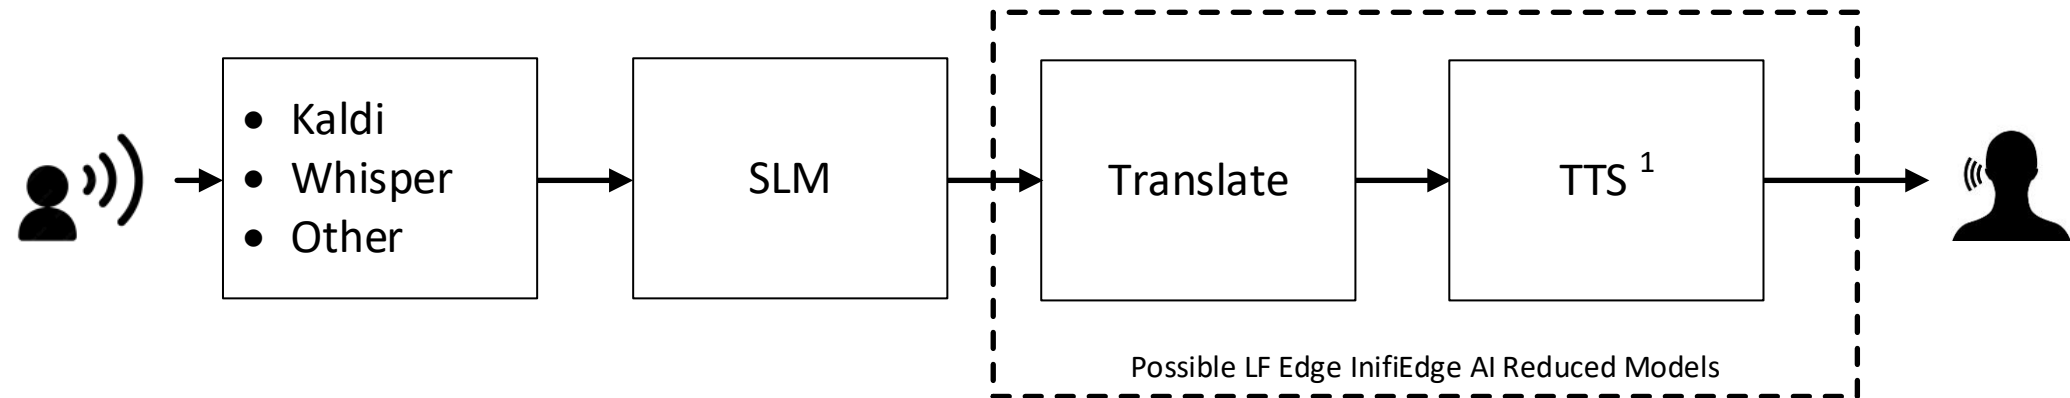 • Kaldi
• Whisper
• Other
SLM
Translate
TTS ¹
Possible LF Edge InifiEdge AI Reduced Models